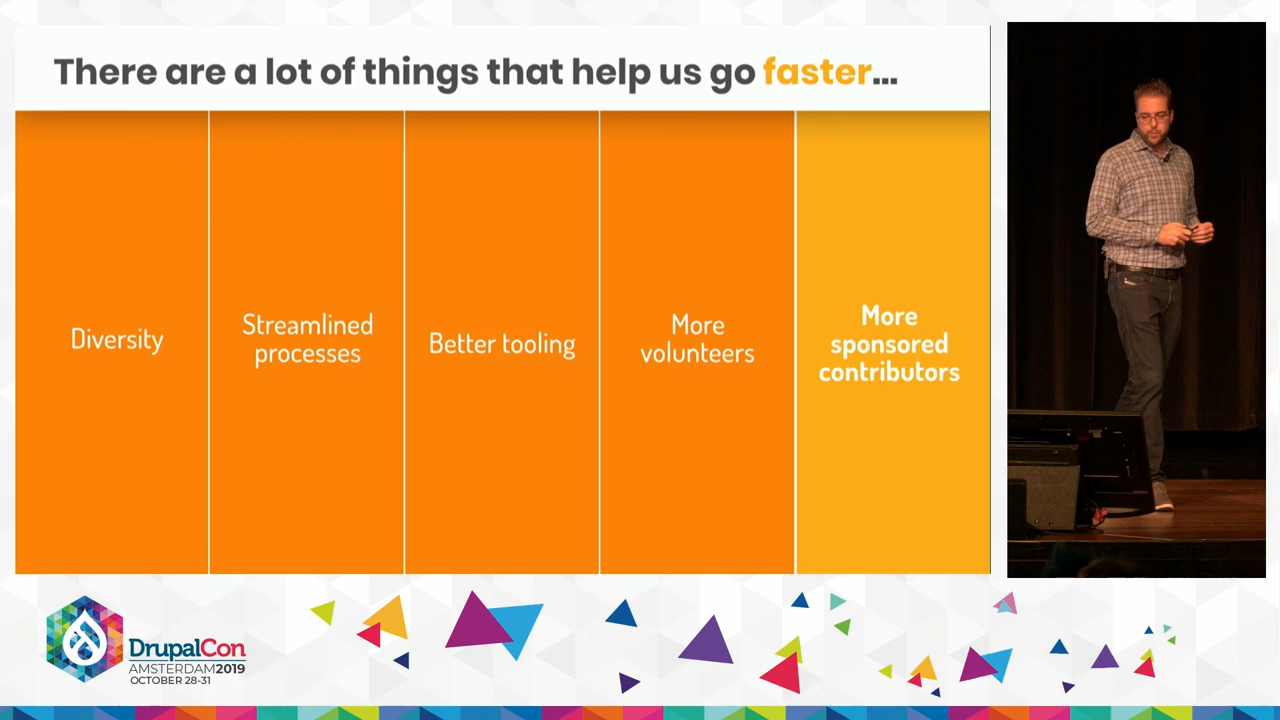 There are a lot of things that help us go faster...
Diversity
Streamlined
processes
Better tooling
More
volunteers
More
sponsored
contributors
DrupalCon
AMSTERDAM2019
OCTOBER 28-31